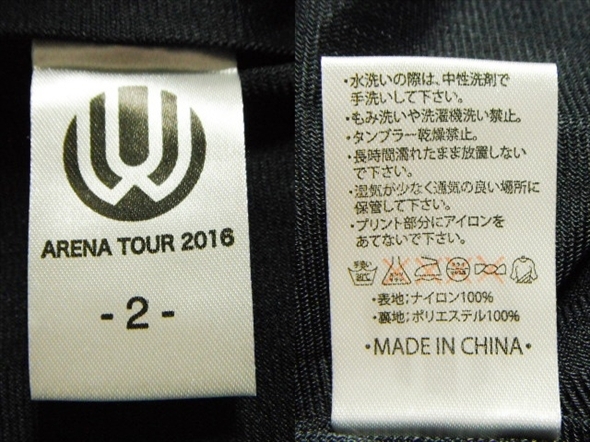 ARENA TOUR 2016
- 2 -
・水洗いの際は、中性洗剤で
手洗いして下さい。
・もみ洗いや洗濯機洗い禁止。
・タンブラー乾燥禁止。
・長時間濡れたまま放置しない
で下さい。
・湿気が少なく通気の良い場所に
保管して下さい。
・プリント部分にアイロンを
あてないで下さい。
・表地;ナイロン100%
・裏地;ポリエステル100%
・MADE IN CHINA・